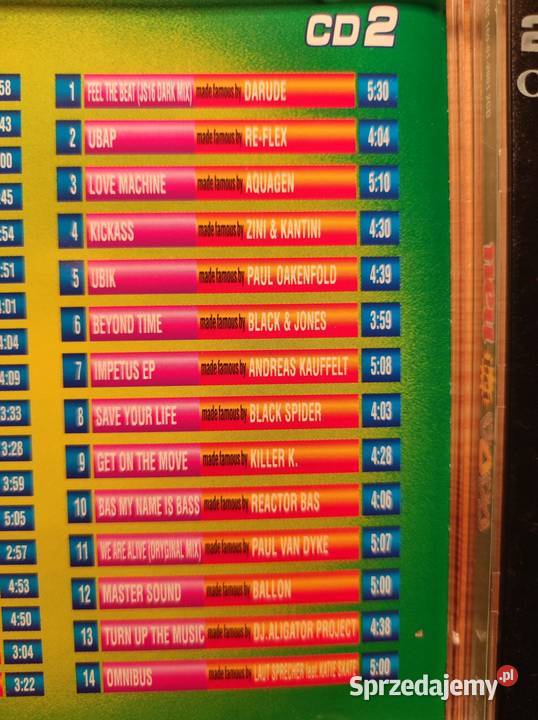 CD2
:58
1 FEEL THE BEAT (JS16 DARK MIX) made famous by DARUDE 5:30
:43
2 UBAP made famous by RE-FLEX 4:04
:00
3 LOVE MACHINE made famous by AQUAGEN 5:10
:45
4 KICKASS made famous by ZINI & KANTINI 4:30
:54
5 UBIK made famous by PAUL OAKENFOLD 4:39
:51
6 BEYOND TIME made famous by BLACK & JONES 3:59
4:01
7 IMPETUS EP made famous by ANDREAS KAUFFELT 5:08
4:04
4:09
8 SAVE YOUR LIFE made famous by BLACK SPIDER 4:03
3:33
9 GET ON THE MOVE made famous by KILLER K. 4:28
3:28
3:59
10 BAS MY NAME IS BASS made famous by REACTOR BAS 4:06
5:05
11 WE ARE ALIVE (ORYGINAL MIX) made famous by PAUL VAN DYKE 5:07
2:57
12 MASTER SOUND made famous by BALLON 5:00
4:53
4:50
13 TURN UP THE MUSIC made famous by DJ.ALIGATOR PROJECT 4:38
3:04
14 OMNIBUS made famous by LAUT SPRECHER feat. KATIE SKATE 5:00
3:22
Sprzedajemy.pl